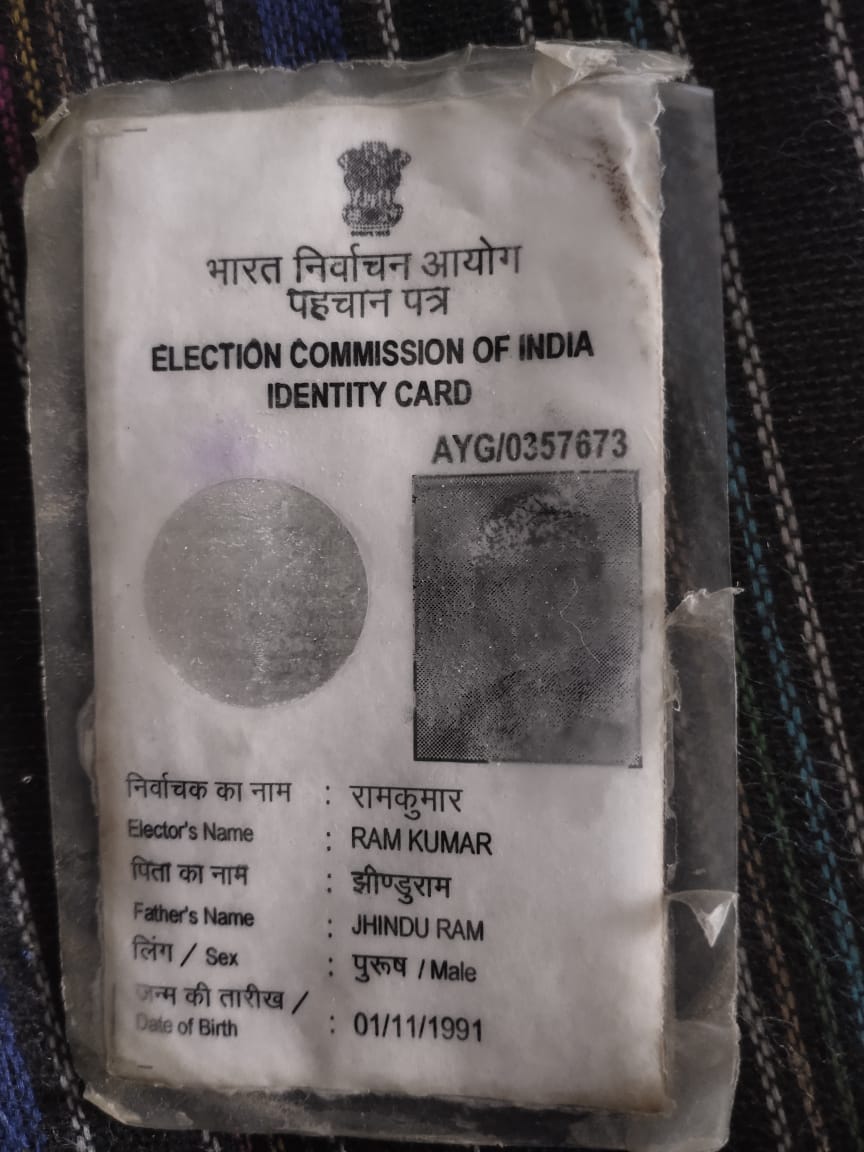 भारत निर्वाचन आयोग
पहचान पत्र
ELECTION COMMISSION OF INDIA
IDENTITY CARD
AYG/0357673
निर्वाचक का नाम : रामकुमार
Elector's Name : RAM KUMAR
पिता का नाम : झीण्डुराम
Father's Name : JHINDU RAM
लिंग / Sex : पुरूष / Male
जन्म की तारीख /
Date of Birth : 01/11/1991